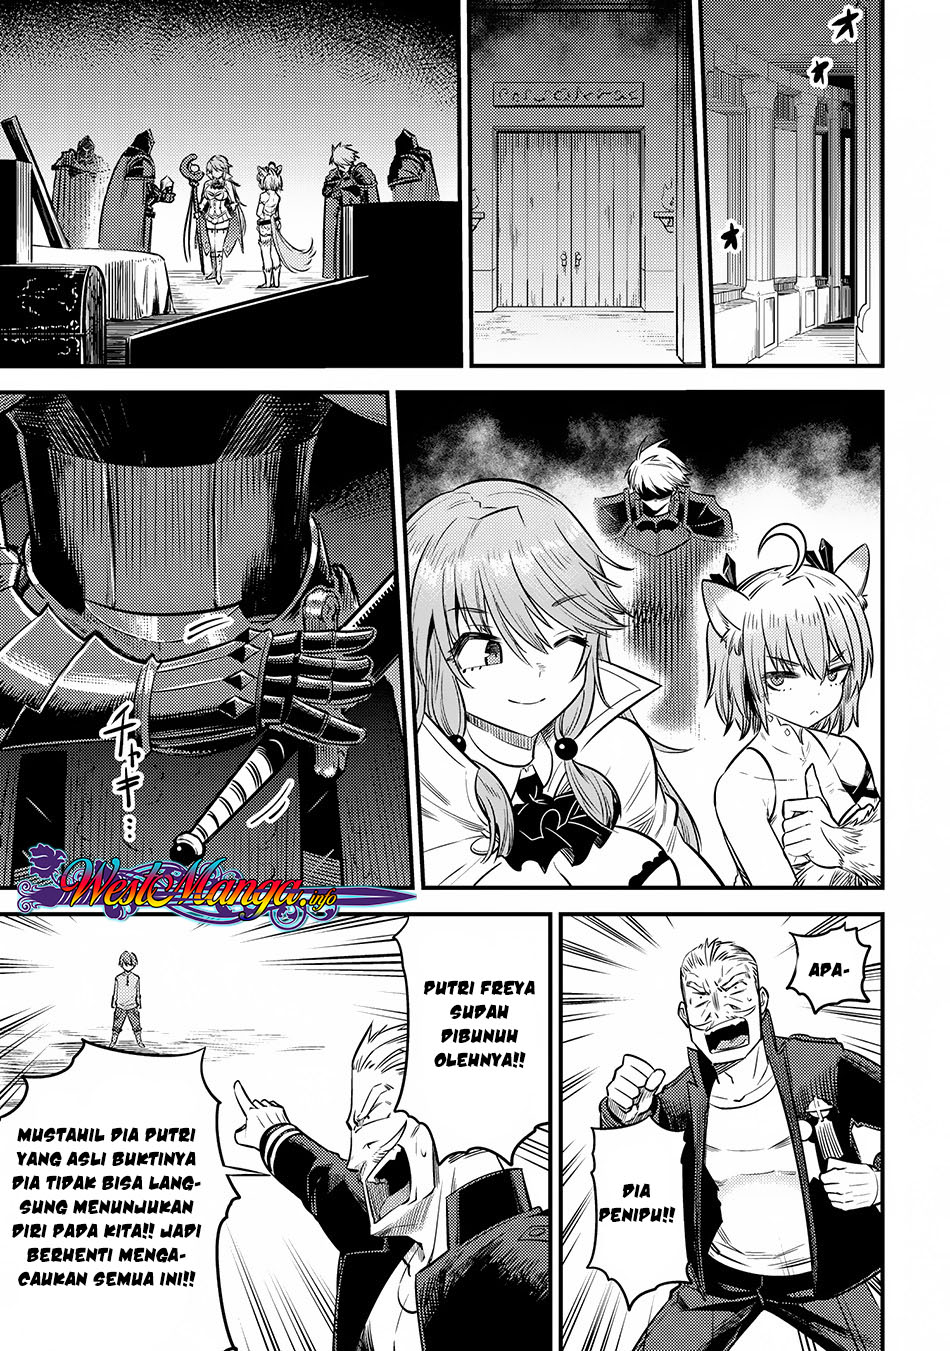 オ
オ
オ
チャキ…
WestManga.info
APA-
DIA
PENIPU!!
PUTRI FREYA
SUDAH
DIBUNUH
OLEHNYA!!
MUSTAHIL DIA PUTRI
YANG ASLI BUKTINYA
DIA TIDAK BISA LANG-
SUNG MENUNJUKAN
DIRI PADA KITA!! JADI
BERHENTI MENGA-
CAUKAN SEMUA INI!!